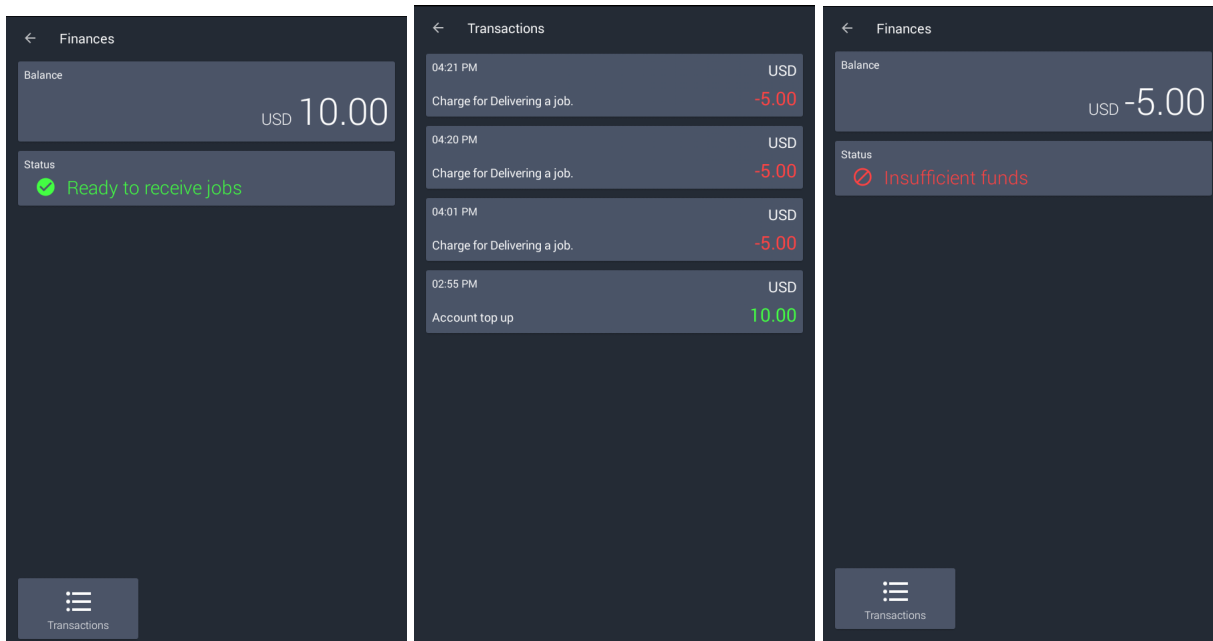 ← Finances
Balance
USD 10.00
Status
Ready to receive jobs
Transactions
← Transactions
04:21 PM USD
Charge for Delivering a job. -5.00
04:20 PM USD
Charge for Delivering a job. -5.00
04:01 PM USD
Charge for Delivering a job. -5.00
02:55 PM USD
Account top up 10.00
← Finances
Balance
USD -5.00
Status
Insufficient funds
Transactions